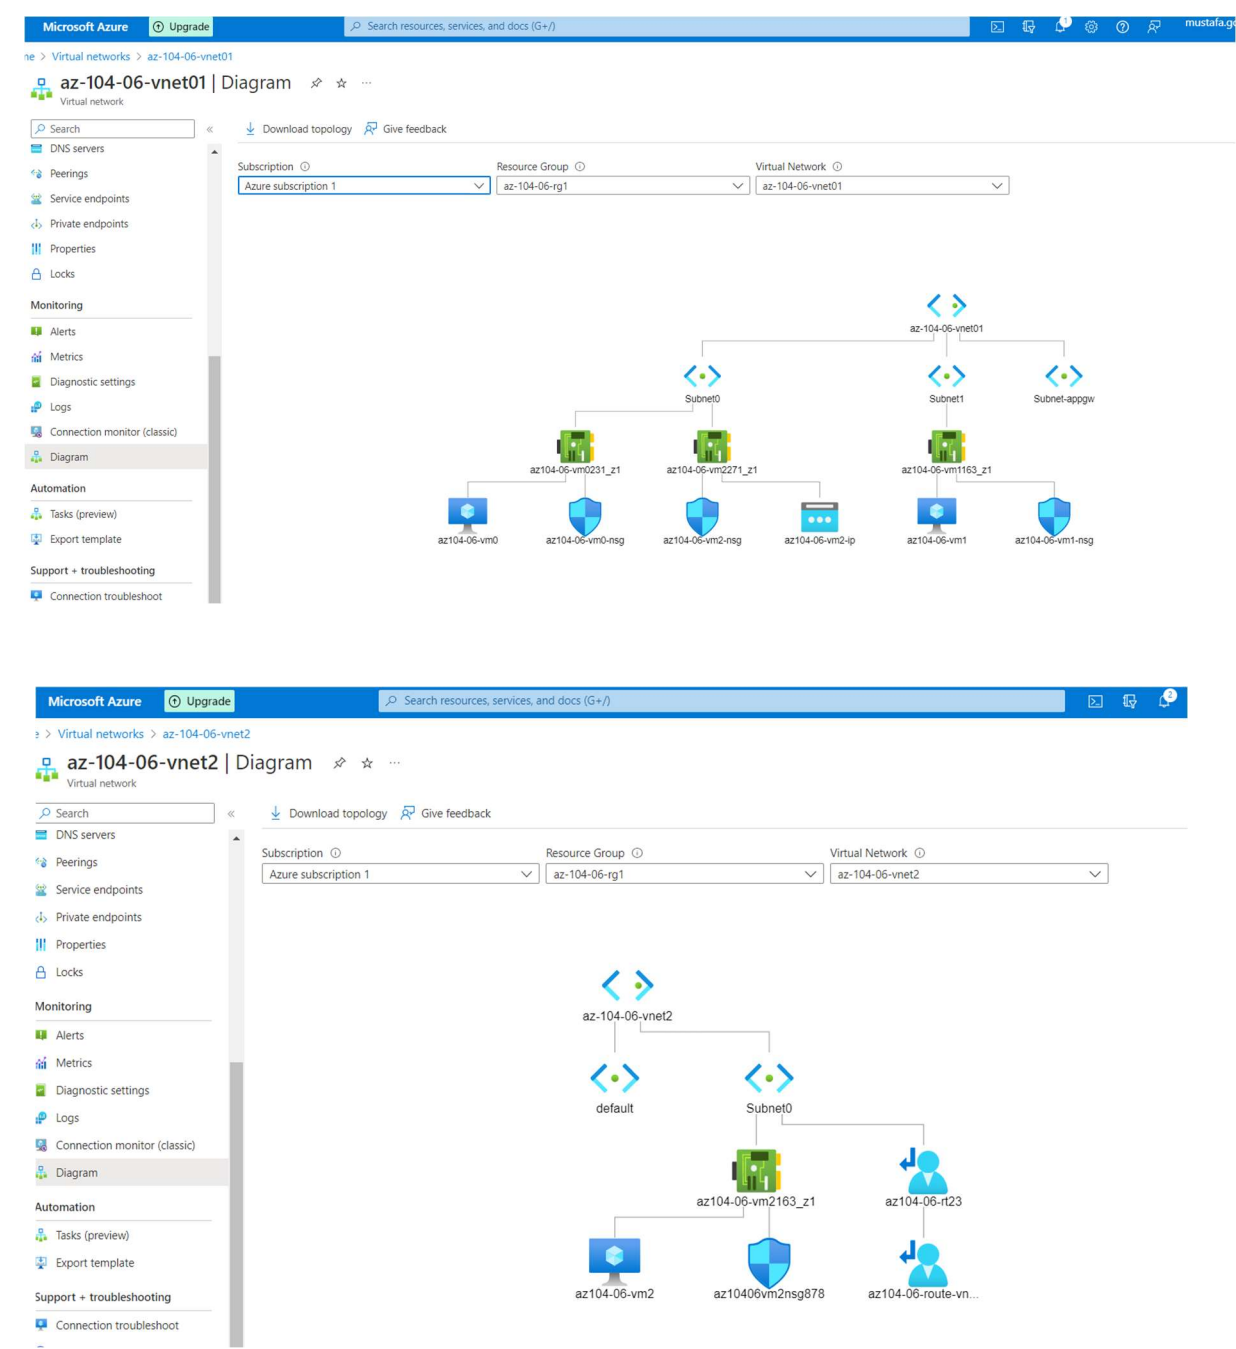 Microsoft Azure
Upgrade
Search resources, services, and docs (G+/)
1
mustafa.go
me > Virtual networks > az-104-06-vnet01
az-104-06-vnet01 | Diagram
Virtual network
Search
«
Download topology
Give feedback
DNS servers
Peerings
Service endpoints
Private endpoints
Properties
Locks
Monitoring
Alerts
Metrics
Diagnostic settings
Logs
Connection monitor (classic)
Diagram
Automation
Tasks (preview)
Export template
Support + troubleshooting
Connection troubleshoot
Subscription
Resource Group
Virtual Network
Azure subscription 1
az-104-06-rg1
az-104-06-vnet01
az-104-06-vnet01
Subnet0
Subnet1
Subnet-appgw
az104-06-vm0231_z1
az104-06-vm2271_z1
az104-06-vm1163_z1
az104-06-vm0
az104-06-vm0-nsg
az104-06-vm2-nsg
az104-06-vm2-ip
az104-06-vm1
az104-06-vm1-nsg
Microsoft Azure
Upgrade
Search resources, services, and docs (G+/)
2
e > Virtual networks > az-104-06-vnet2
az-104-06-vnet2 | Diagram
Virtual network
Search
«
Download topology
Give feedback
DNS servers
Peerings
Service endpoints
Private endpoints
Properties
Locks
Monitoring
Alerts
Metrics
Diagnostic settings
Logs
Connection monitor (classic)
Diagram
Automation
Tasks (preview)
Export template
Support + troubleshooting
Connection troubleshoot
Subscription
Resource Group
Virtual Network
Azure subscription 1
az-104-06-rg1
az-104-06-vnet2
az-104-06-vnet2
default
Subnet0
az104-06-vm2163_z1
az104-06-rt23
az104-06-vm2
az10406vm2nsg878
az104-06-route-vn...